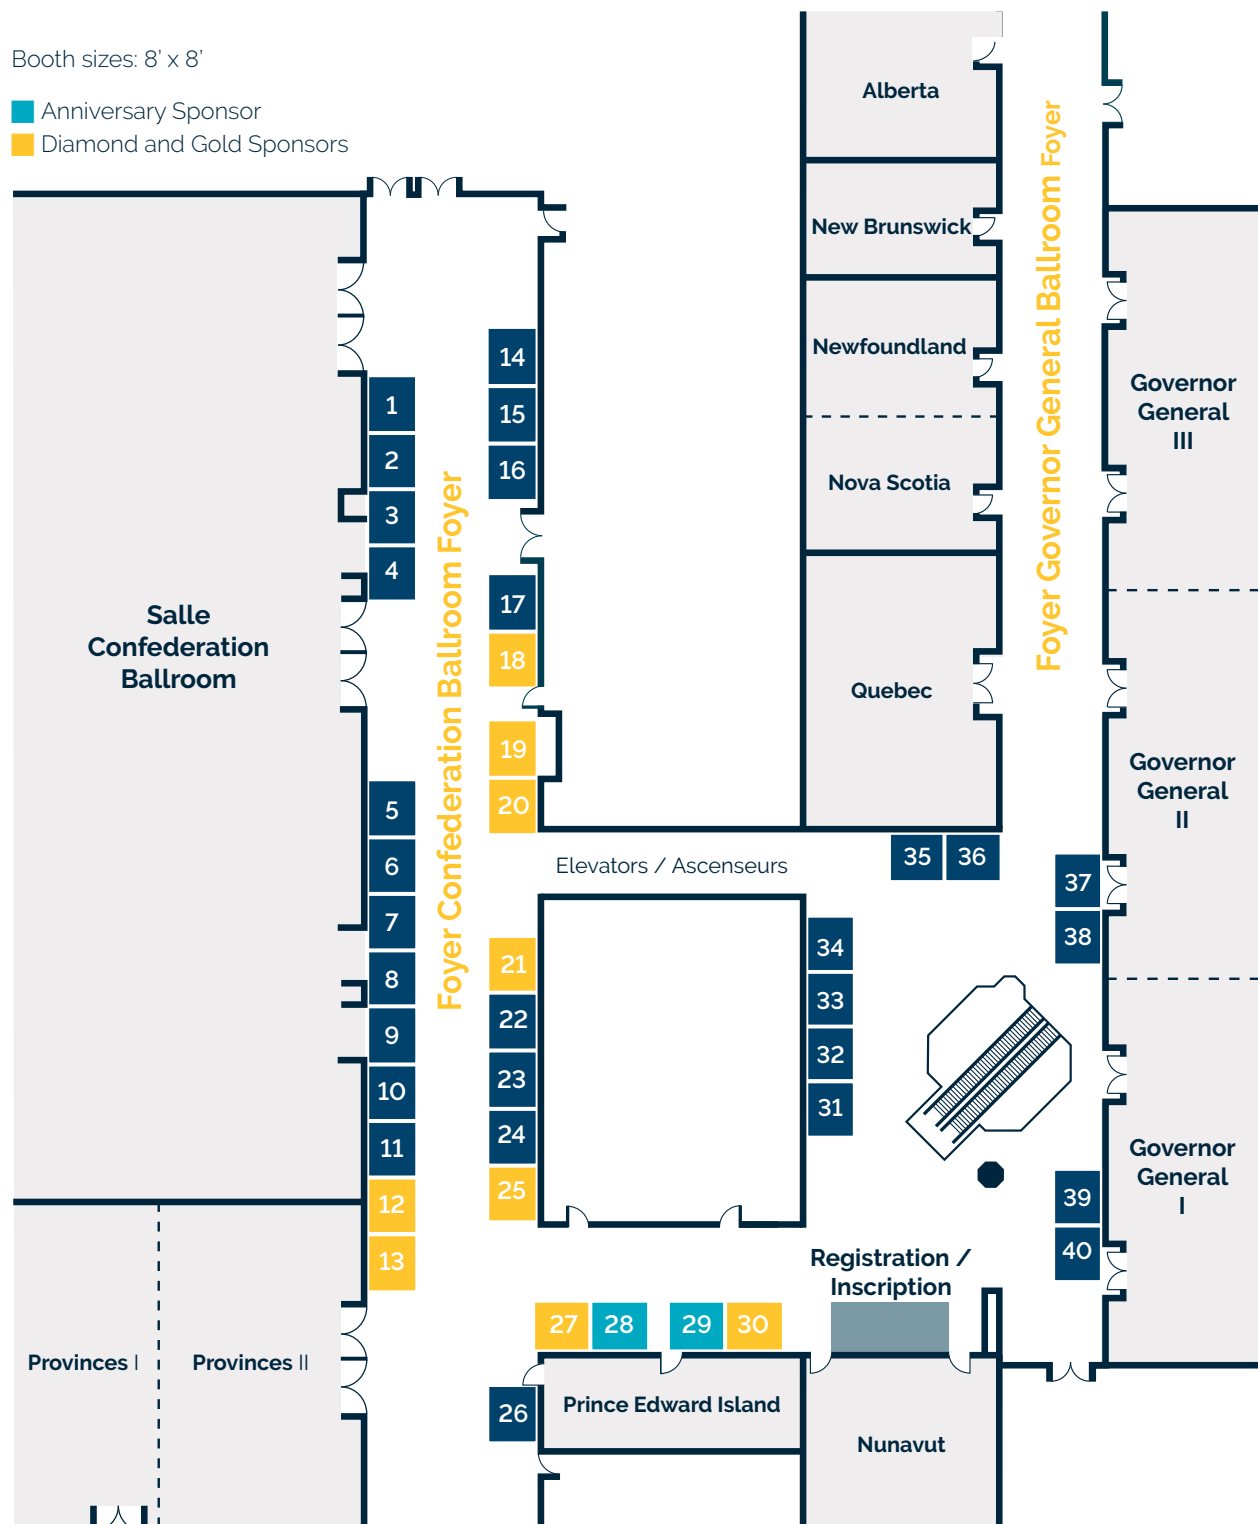 Booth sizes: 8’ x 8’
Anniversary Sponsor
Diamond and Gold Sponsors
Alberta
New Brunswick
Newfoundland
Nova Scotia
Quebec
Foyer Governor General Ballroom Foyer
Governor
General
III
Governor
General
II
Governor
General
I
Salle
Confederation
Ballroom
Foyer Confederation Ballroom Foyer
1
2
3
4
5
6
7
8
9
10
11
12
13
14
15
16
17
18
19
20
Elevators / Ascenseurs
21
22
23
24
25
26
27
28
29
30
31
32
33
34
35
36
37
38
39
40
Registration /
Inscription
Provinces I
Provinces II
Prince Edward Island
Nunavut